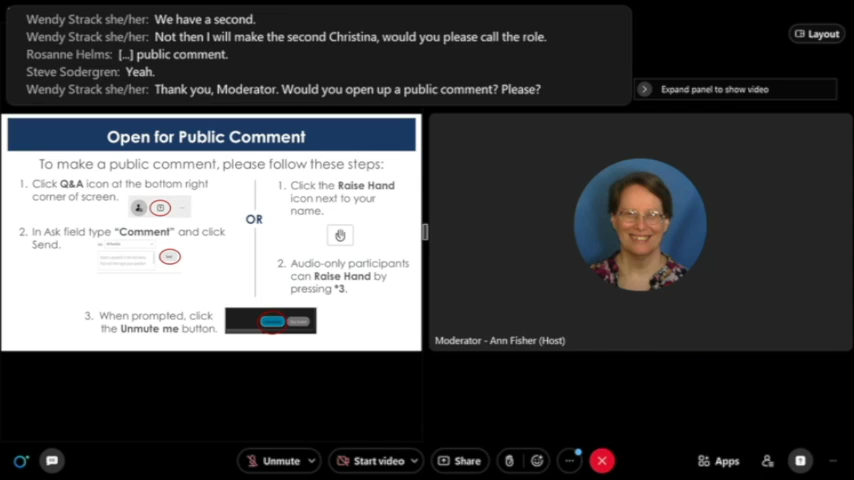 Wendy Strack she/her: We have a second.
Wendy Strack she/her: Not then I will make the second Christina, would you please call the role.
Rosanne Helms: [...] public comment.
Steve Sodergren: Yeah.
Wendy Strack she/her: Thank you, Moderator. Would you open up a public comment? Please?
Layout
Expand panel to show video
Open for Public Comment
To make a public comment, please follow these steps:
1. Click Q&A icon at the bottom right
corner of screen.
2. In Ask field type “Comment” and click
Send.
OR
1. Click the Raise Hand
icon next to your
name.
2. Audio-only participants
can Raise Hand by
pressing *3.
3. When prompted, click
the Unmute me button.
Moderator - Ann Fisher (Host)
Unmute
Start video
Share
Apps